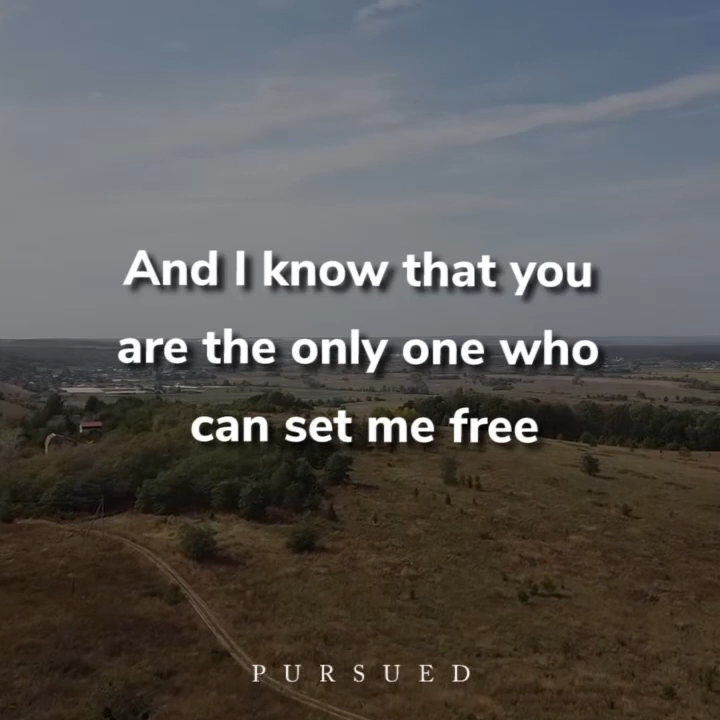 And I know that you
are the only one who
can set me free
PURSUED